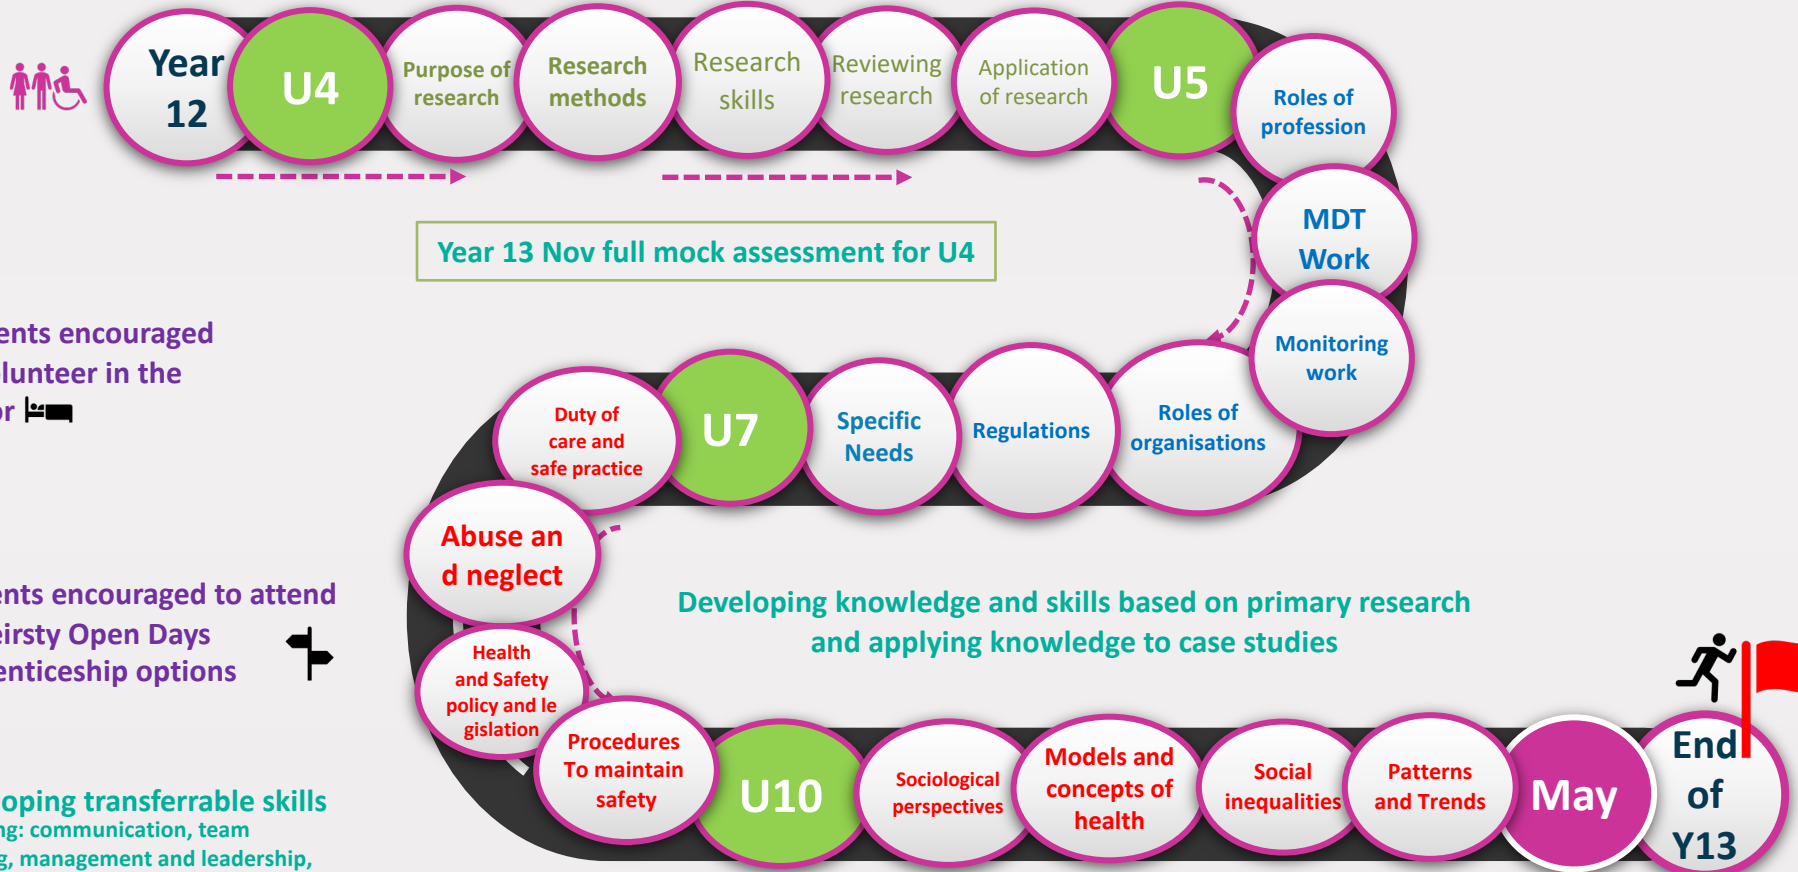 Year
12
U4
Purpose of
research
Research
methods
Research
skills
Reviewing
research
Application
of research
U5
Roles of
profession
MDT
Work
Monitoring
work
Year 13 Nov full mock assessment for U4
ents encouraged
olunteer in the
or
Roles of
organisations
Regulations
Specific
Needs
U7
Duty of
care and
safe practice
Abuse an
d neglect
Health
and Safety
policy and le
gislation
Procedures
To maintain
safety
ents encouraged to attend
eirsty Open Days
enticeship options
Developing knowledge and skills based on primary research
and applying knowledge to case studies
U10
Sociological
perspectives
Models and
concepts of
health
Social
inequalities
Patterns
and Trends
May
End
of
Y13
oping transferrable skills
ng: communication, team
g, management and leadership,